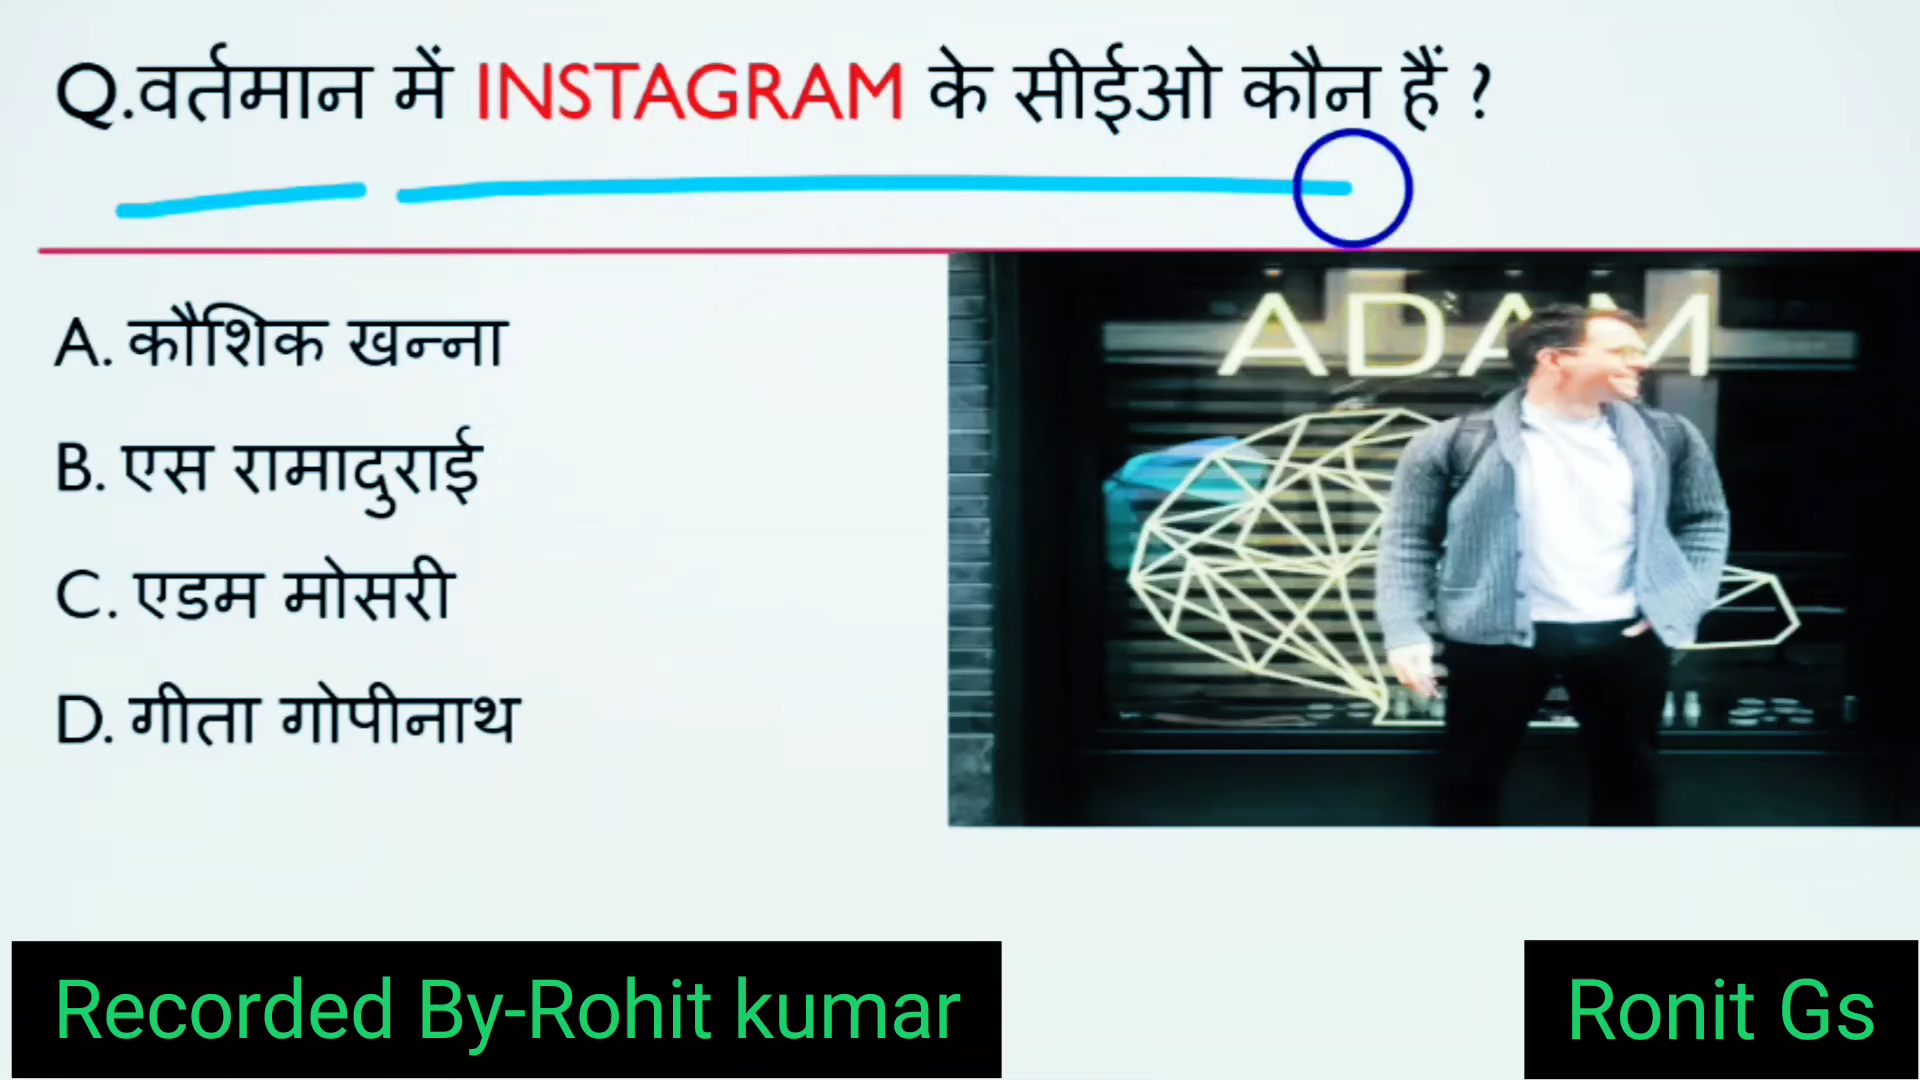 Q.वर्तमान में INSTAGRAM के सीईओ कौन हैं ?
A. कौशिक खन्ना
B. एस रामादुराई
C. एडम मोसरी
D. गीता गोपीनाथ
ADAM
Recorded By-Rohit kumar
Ronit Gs